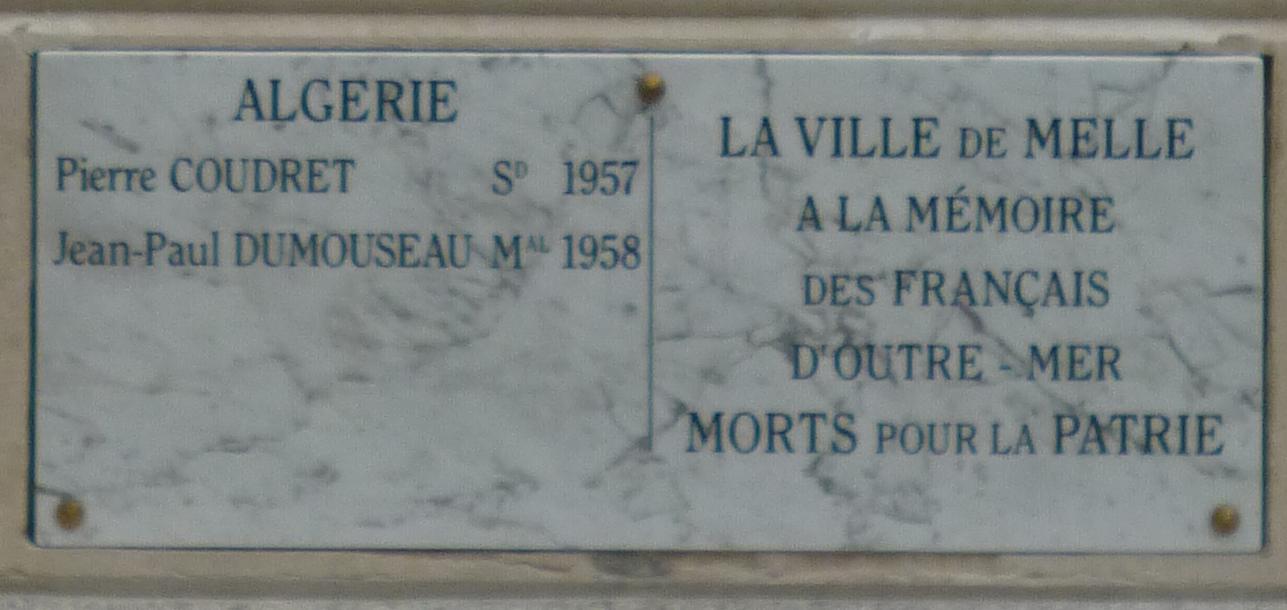 ALGERIE
Pierre COUDRET Sᴰ 1957
Jean-Paul DUMOUSEAU Mᴬᴸ 1958
LA VILLE DE MELLE
A LA MÉMOIRE
DES FRANÇAIS
D'OUTRE - MER
MORTS POUR LA PATRIE